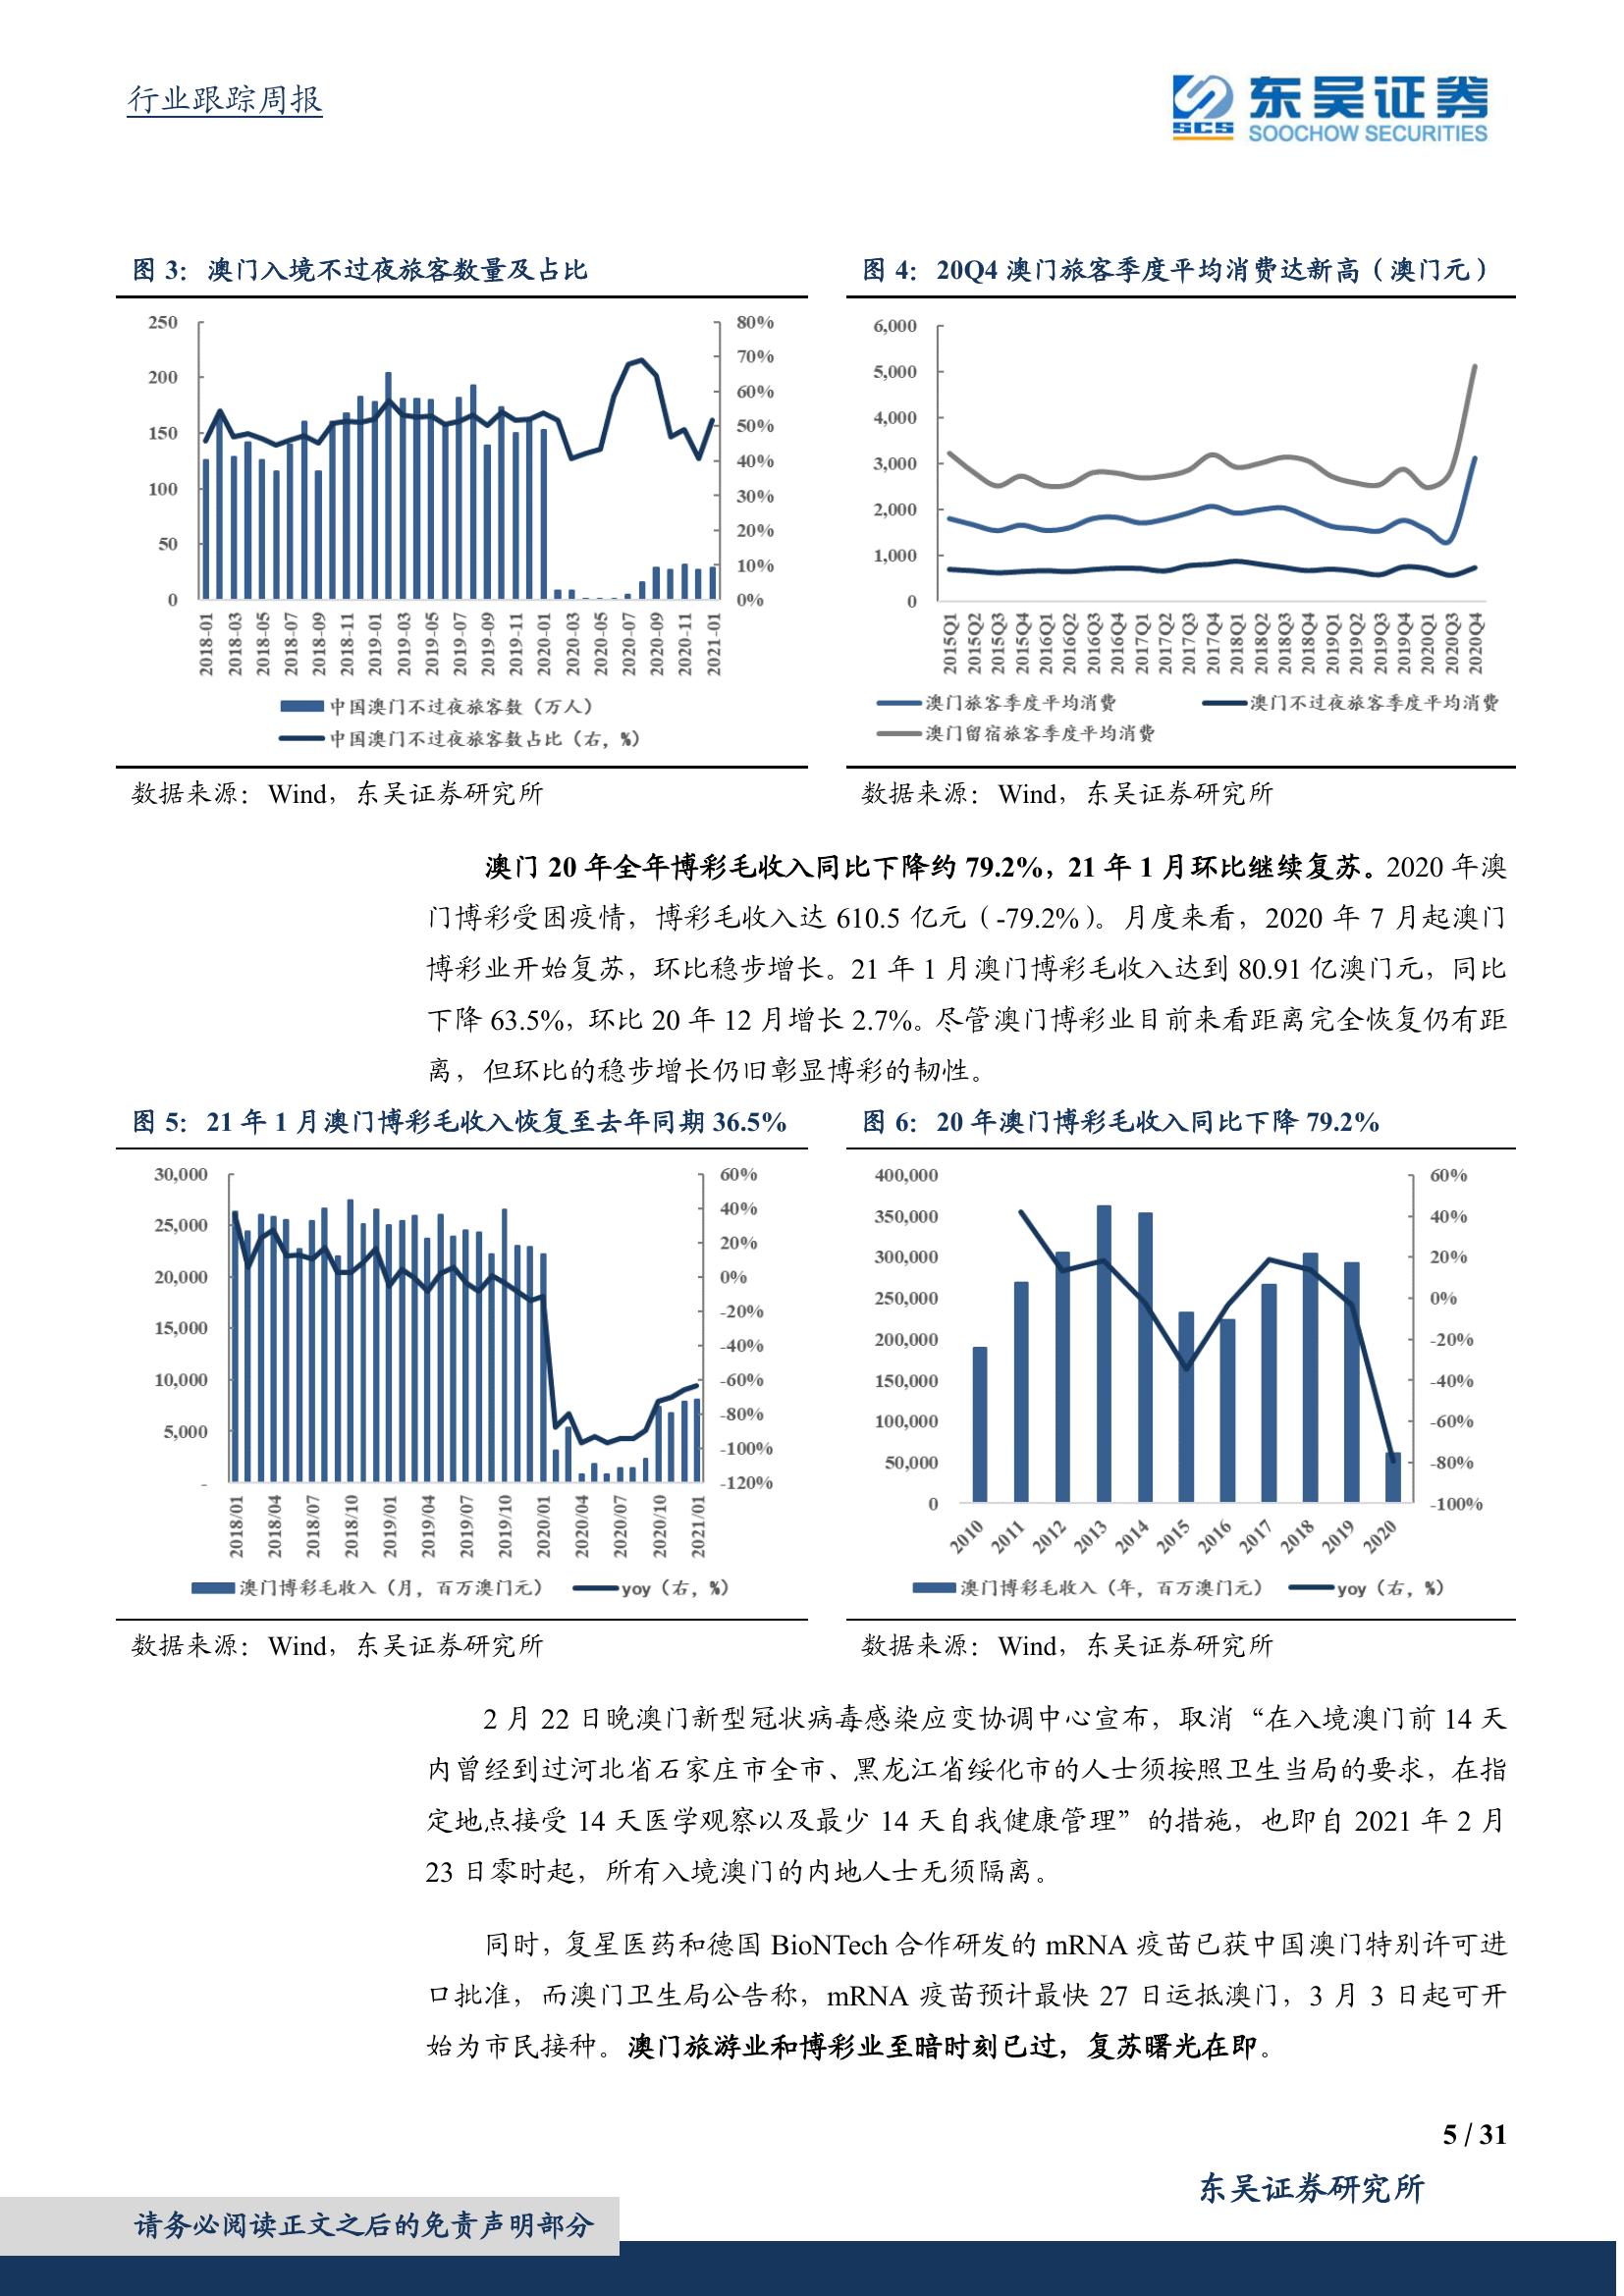 行业跟踪周报
东吴证券
SCS
SOOCHOW SECURITIES
图 3：澳门入境不过夜旅客数量及占比
250
200
150
100
50
0
80%
70%
60%
50%
40%
30%
20%
10%
0%
2018-01
2018-03
2018-05
2018-07
2018-09
2018-11
2019-01
2019-03
2019-05
2019-07
2019-09
2019-11
2020-01
2020-03
2020-05
2020-07
2020-09
2020-11
2021-01
中国澳门不过夜旅客数（万人）
中国澳门不过夜旅客数占比（右，%）
数据来源：Wind，东吴证券研究所
图 4：20Q4 澳门旅客季度平均消费达新高（澳门元）
6,000
5,000
4,000
3,000
2,000
1,000
0
2015Q1
2015Q2
2015Q3
2015Q4
2016Q1
2016Q2
2016Q3
2016Q4
2017Q1
2017Q2
2017Q3
2017Q4
2018Q1
2018Q2
2018Q3
2018Q4
2019Q1
2019Q2
2019Q3
2019Q4
2020Q1
2020Q3
2020Q4
澳门旅客季度平均消费
澳门不过夜旅客季度平均消费
澳门留宿旅客季度平均消费
数据来源：Wind，东吴证券研究所
澳门 20 年全年博彩毛收入同比下降约 79.2%，21 年 1 月环比继续复苏。2020 年澳
门博彩受困疫情，博彩毛收入达 610.5 亿元（-79.2%）。月度来看，2020 年 7 月起澳门
博彩业开始复苏，环比稳步增长。21 年 1 月澳门博彩毛收入达到 80.91 亿澳门元，同比
下降 63.5%，环比 20 年 12 月增长 2.7%。尽管澳门博彩业目前来看距离完全恢复仍有距
离，但环比的稳步增长仍旧彰显博彩的韧性。
图 5：21 年 1 月澳门博彩毛收入恢复至去年同期 36.5%
30,000
25,000
20,000
15,000
10,000
5,000
-
60%
40%
20%
0%
-20%
-40%
-60%
-80%
-100%
-120%
2018/01
2018/04
2018/07
2018/10
2019/01
2019/04
2019/07
2019/10
2020/01
2020/04
2020/07
2020/10
2021/01
澳门博彩毛收入（月，百万澳门元）
yoy（右，%）
数据来源：Wind，东吴证券研究所
图 6：20 年澳门博彩毛收入同比下降 79.2%
400,000
350,000
300,000
250,000
200,000
150,000
100,000
50,000
0
60%
40%
20%
0%
-20%
-40%
-60%
-80%
-100%
2010
2011
2012
2013
2014
2015
2016
2017
2018
2019
2020
澳门博彩毛收入（年，百万澳门元）
yoy（右，%）
数据来源：Wind，东吴证券研究所
2 月 22 日晚澳门新型冠状病毒感染应变协调中心宣布，取消“在入境澳门前 14 天
内曾经到过河北省石家庄市全市、黑龙江省绥化市的人士须按照卫生当局的要求，在指
定地点接受 14 天医学观察以及最少 14 天自我健康管理”的措施，也即自 2021 年 2 月
23 日零时起，所有入境澳门的内地人士无须隔离。
同时，复星医药和德国 BioNTech 合作研发的 mRNA 疫苗已获中国澳门特别许可进
口批准，而澳门卫生局公告称，mRNA 疫苗预计最快 27 日运抵澳门，3 月 3 日起可开
始为市民接种。澳门旅游业和博彩业至暗时刻已过，复苏曙光在即。
5 / 31
东吴证券研究所
请务必阅读正文之后的免责声明部分